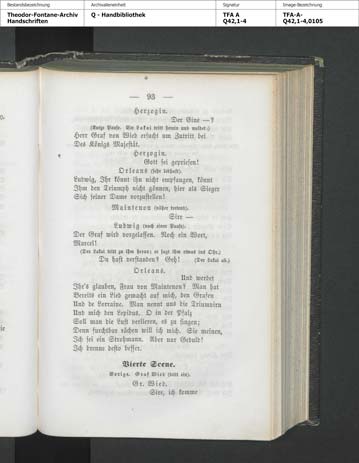 Bestandsbezeichnung
Theodor-Fontane-Archiv
Handschriften
Archivalieneinheit
Q - Handbibliothek
Signatur
TFA A
Q42,1-4
Image-Bezeichnung
TFA-A-
Q42,1-4,0105
— 93 —
Herzogin.
Der Eine —?
(Kurze Pause. Ein Lakai tritt herein und meldet.)
Herr Graf von Wied ersucht um Zutritt bei
Des Königs Majestät.
Herzogin.
Gott sei gepriesen!
Orleans (sehr lebhaft).
Ludwig, Ihr könnt ihn nicht empfangen, könnt
Ihm den Triumph nicht gönnen, hier als Sieger
Sich seiner Dame vorzustellen!
Maintenon (näher tretend).
Sire —
Ludwig (nach einer Pause).
Der Graf wird vorgelassen. Noch ein Wort,
Marcel!
(Der Lakai tritt zu ihm heran; er sagt ihm etwas ins Ohr.)
Du hast verstanden? Geh! (Der Lakai ab.)
Orleans.
Und werdet
Ihr's glauben, Frau von Maintenon? Man hat
Bereits ein Lied gemacht auf mich, den Grafen
Und de Lorraine. Man nennt uns die Triumvirn
Und mich den Lepidus. O in der Pfalz
Soll man die Lust verlieren, es zu singen;
Denn furchtbar rächen will ich mich. Sie meinen,
Ich sei ein Strohmann. Aber nur Geduld!
Ich brenne desto besser.
Vierte Scene.
Vorige. Graf Wied (tritt ein).
Gr. Wied.
Sire, ich komme